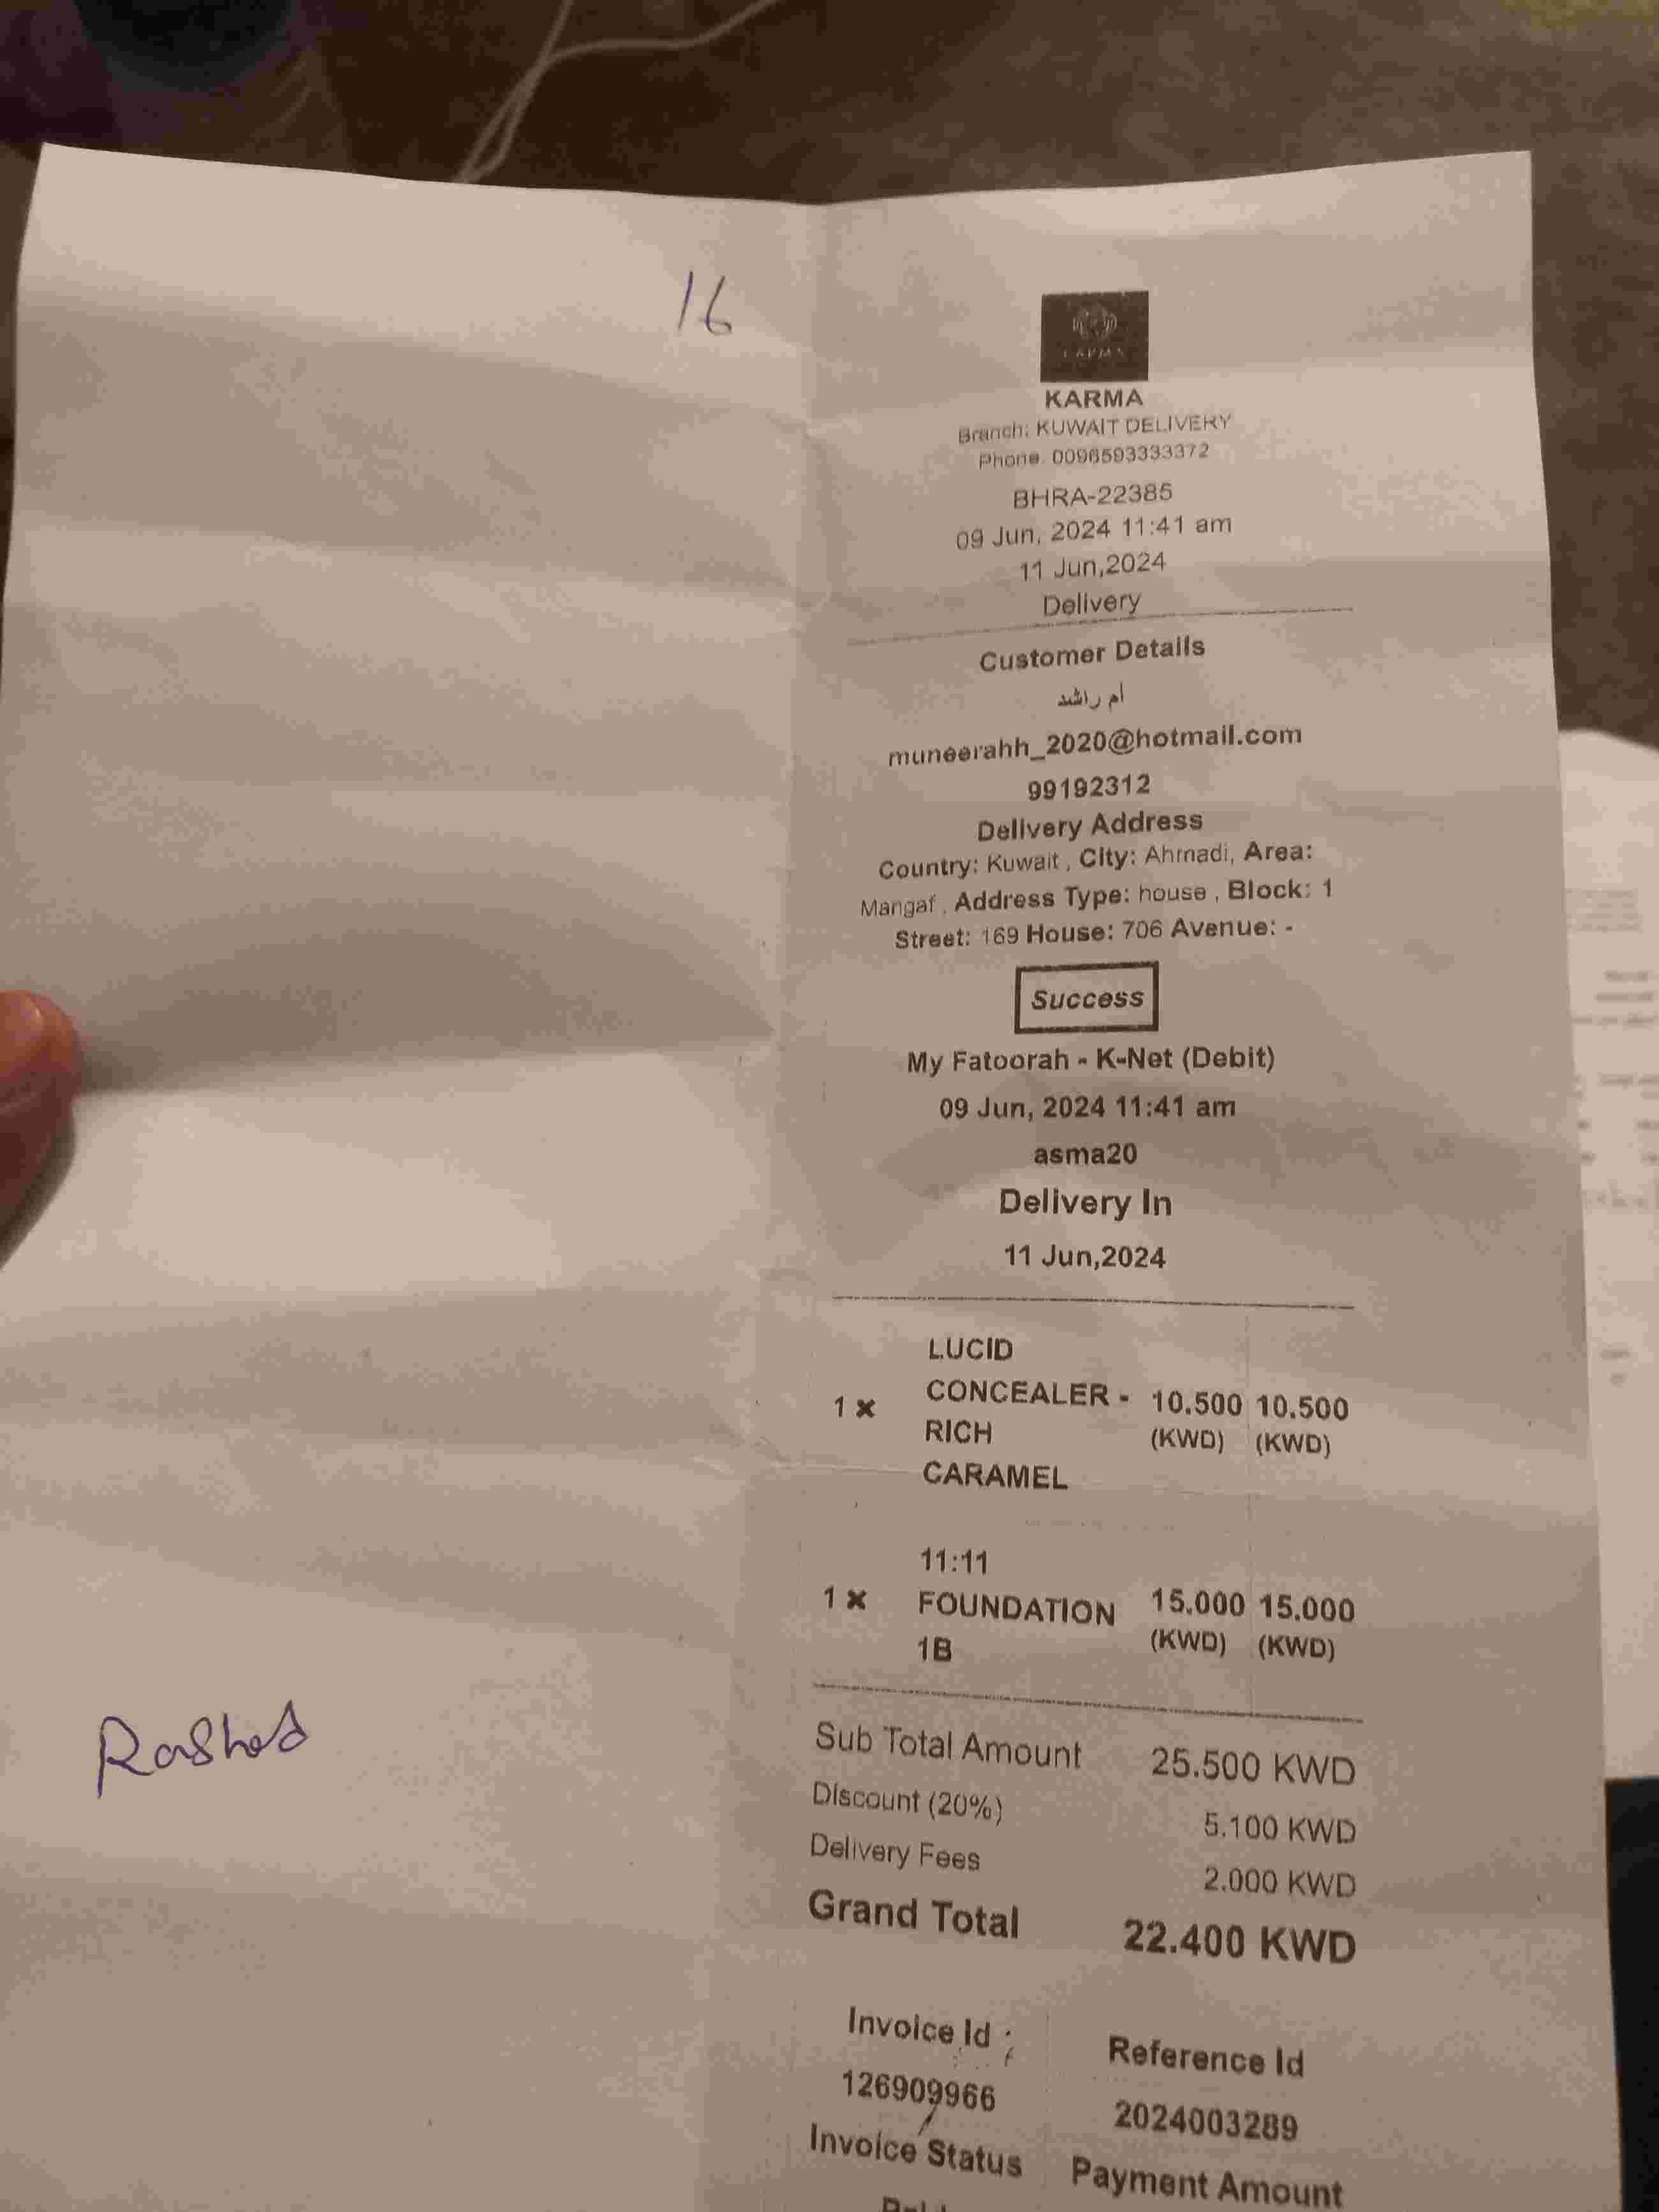 16
KARMA
KARMA
Branch: KUWAIT DELIVERY
Phone. 0096593333372
BHRA-22385
09 Jun, 2024 11:41 am
11 Jun,2024
Delivery
Customer Details
أم راشد
muneerahh_2020@hotmail.com
99192312
Delivery Address
Country: Kuwait , City: Ahmadi, Area:
Mangaf , Address Type: house , Block: 1
Street: 169 House: 706 Avenue: -
Success
My Fatoorah - K-Net (Debit)
09 Jun, 2024 11:41 am
asma20
Delivery In
11 Jun,2024
LUCID
1 x CONCEALER - 10.500 10.500
RICH (KWD) (KWD)
CARAMEL
11:11
1 x FOUNDATION 15.000 15.000
1B (KWD) (KWD)
Rashed
Sub Total Amount 25.500 KWD
Discount (20%) 5.100 KWD
Delivery Fees 2.000 KWD
Grand Total 22.400 KWD
Invoice Id Reference Id
126909966 2024003289
Invoice Status Payment Amount